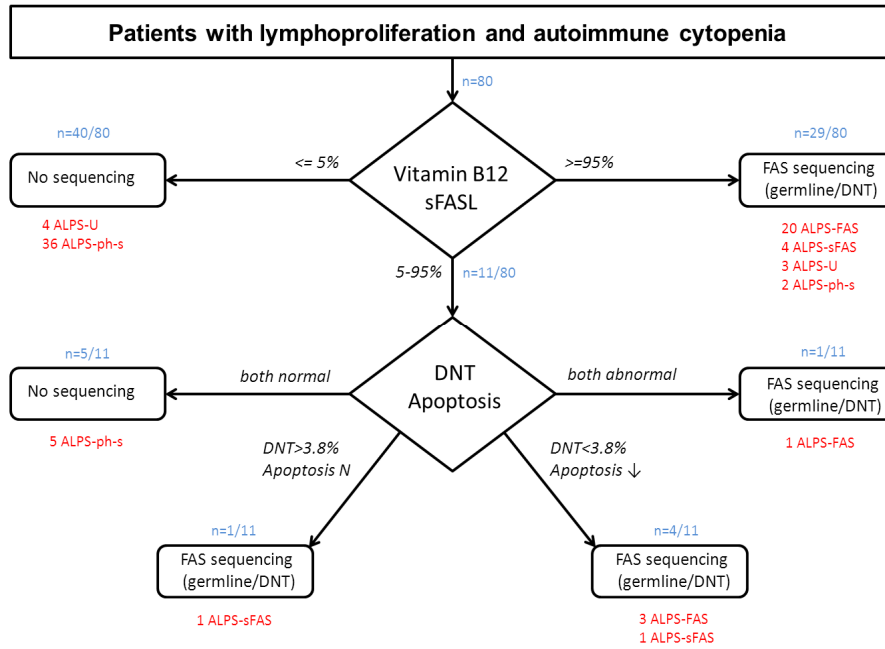 Patients with lymphoproliferation and autoimmune cytopenia
n=80
n=40/80
n=29/80
<= 5%
>=95%
No sequencing
Vitamin B12
sFASL
FAS sequencing
(germline/DNT)
4 ALPS-U
36 ALPS-ph-s
20 ALPS-FAS
4 ALPS-sFAS
3 ALPS-U
2 ALPS-ph-s
5-95%
n=11/80
n=5/11
n=1/11
both normal
both abnormal
No sequencing
DNT
Apoptosis
FAS sequencing
(germline/DNT)
5 ALPS-ph-s
1 ALPS-FAS
DNT>3.8%
Apoptosis N
DNT<3.8%
Apoptosis ↓
n=1/11
n=4/11
FAS sequencing
(germline/DNT)
FAS sequencing
(germline/DNT)
1 ALPS-sFAS
3 ALPS-FAS
1 ALPS-sFAS